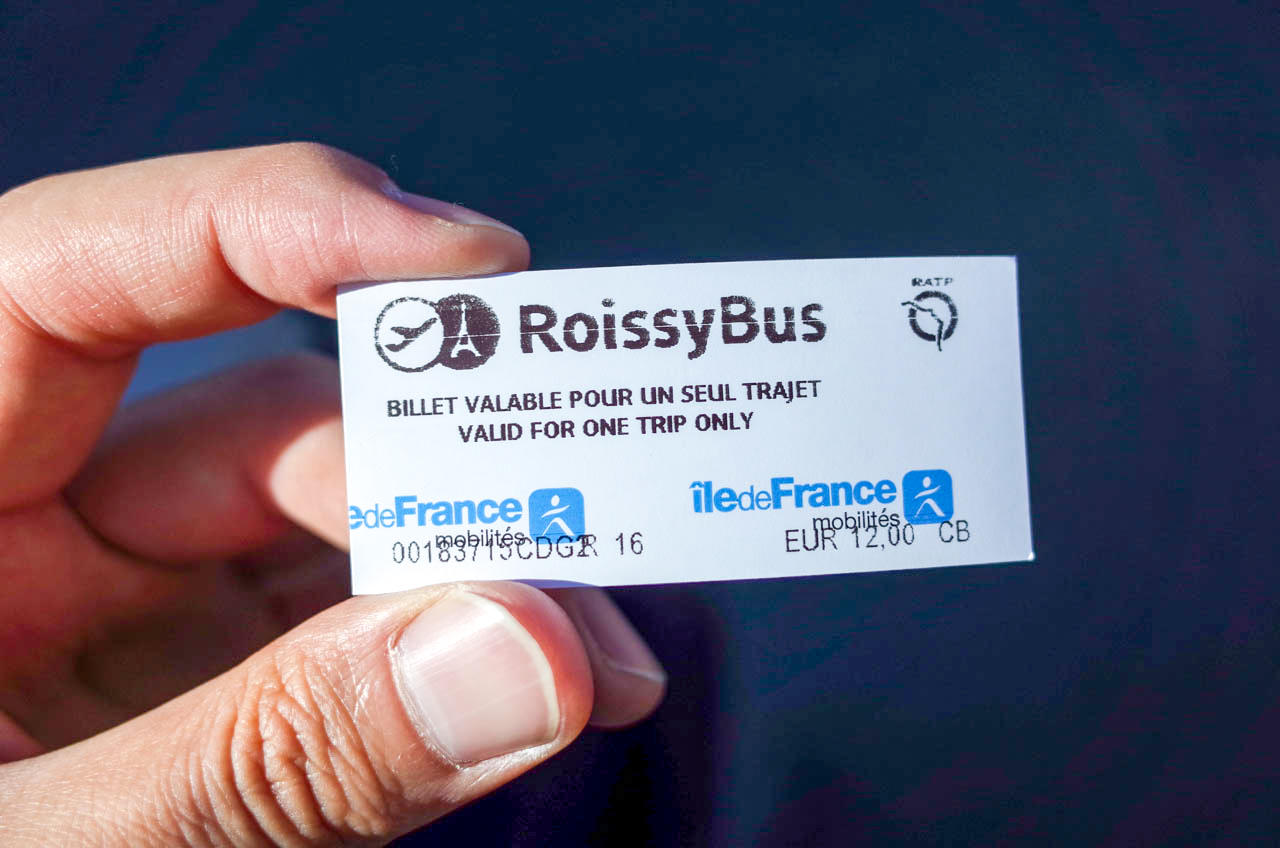 RoissyBus
RATP
BILLET VALABLE POUR UN SEUL TRAJET
VALID FOR ONE TRIP ONLY
edeFrance
mobilités
îledeFrance
mobilités
16
EUR 12,00 CB